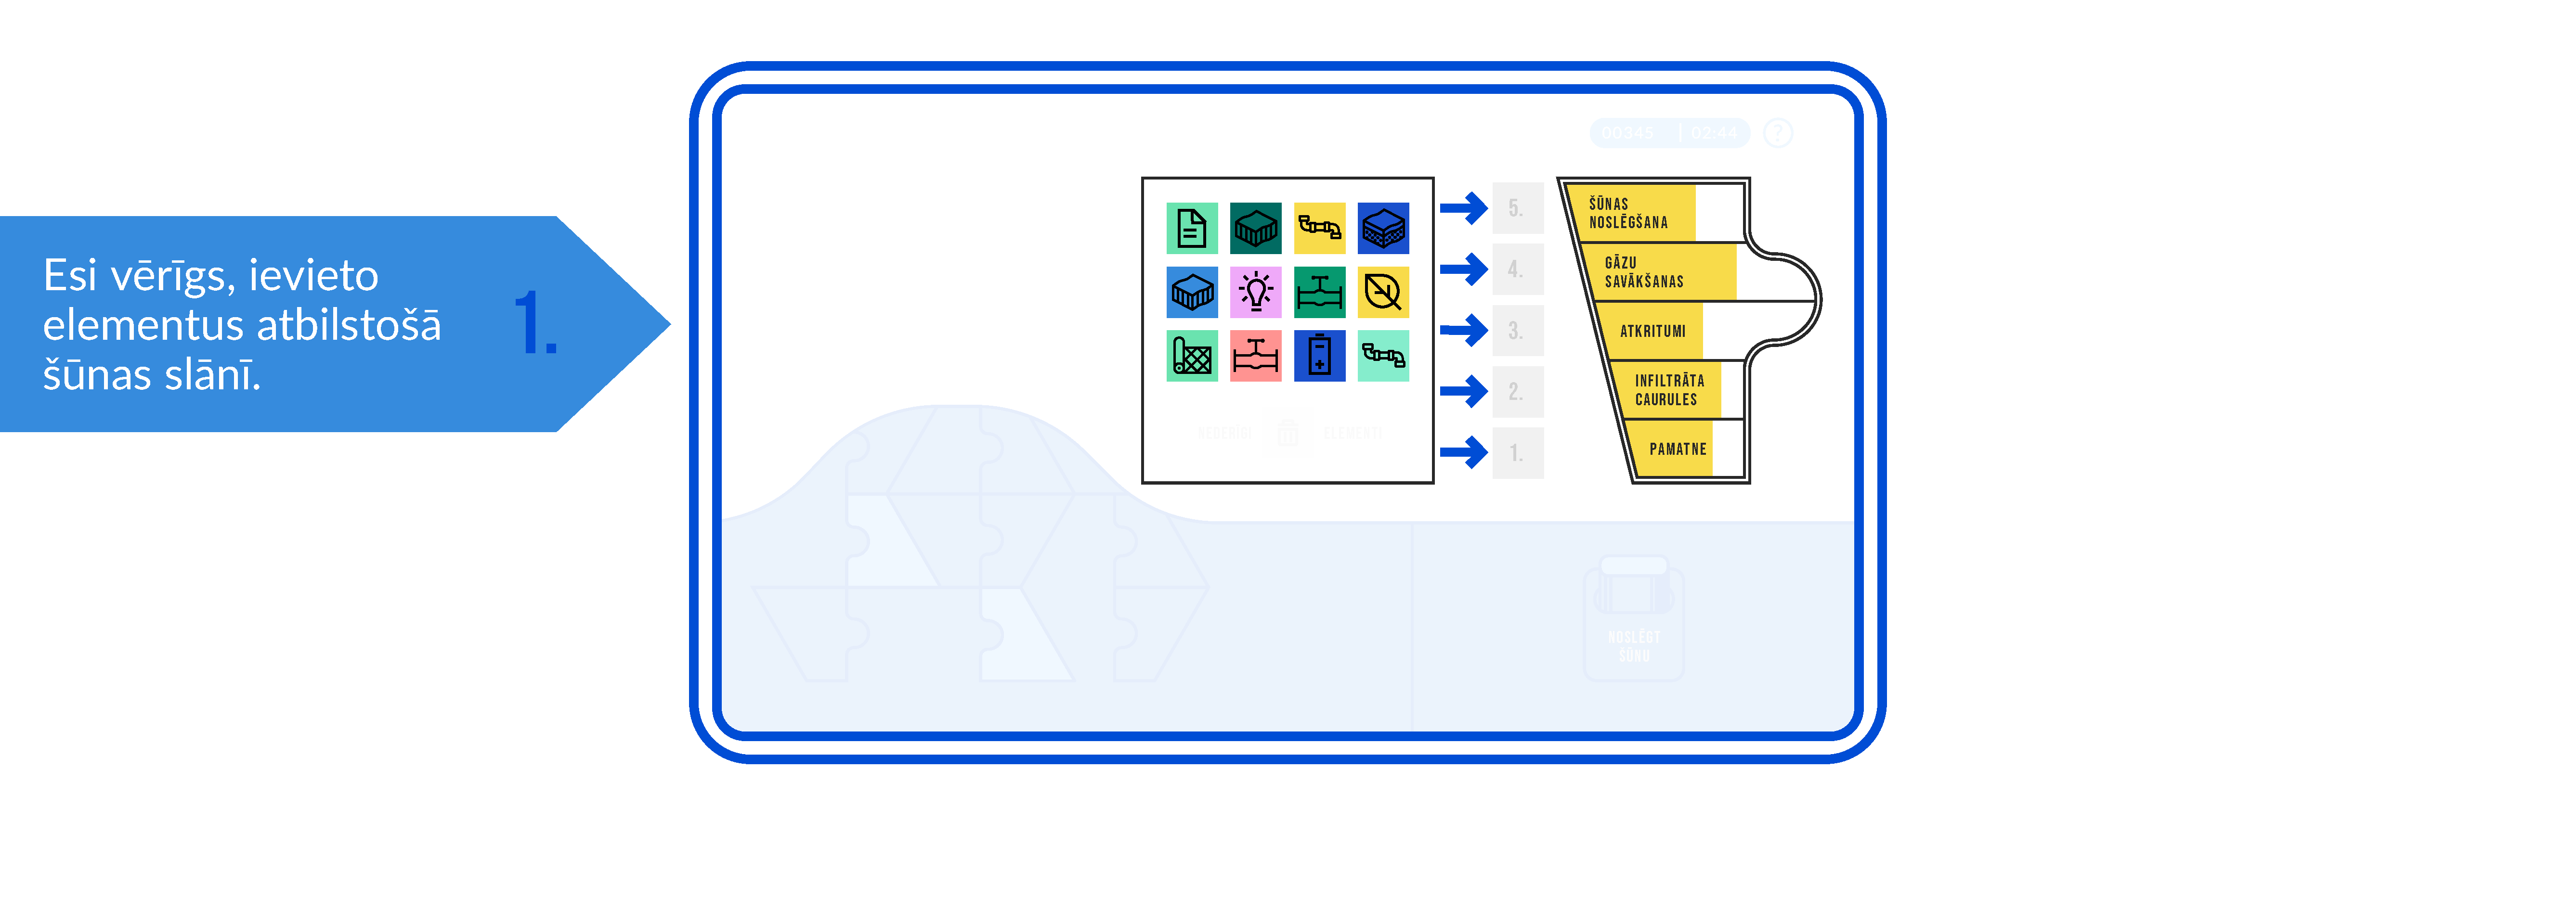 Esi vērīgs, ievieto
elementus atbilstošā
šūnas slānī.
1.
00345 | 02:44 ?
5.
4.
3.
2.
1.
ŠŪNAS
NOSLĒGŠANA
GĀZU
SAVĀKŠANAS
ATKRITUMI
INFILTRĀTA
CAURULES
PAMATNE
NEDERĪGI ELEMENTI
NOSLĒGT
ŠŪNU